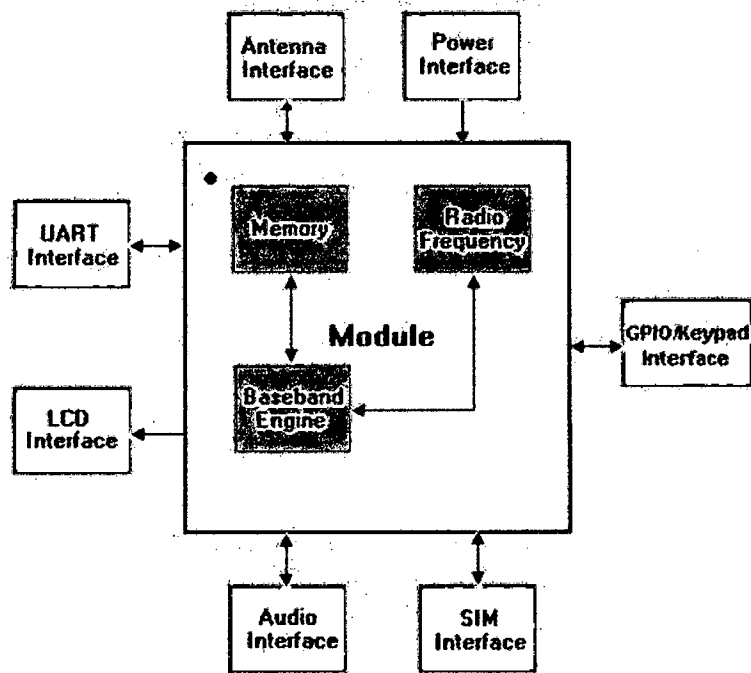 Antenna
Interface
Power
Interface
UART
Interface
Memory
Radio
Frequency
Module
GPIO/Keypad
Interface
Baseband
Engine
LCD
Interface
Audio
Interface
SIM
Interface